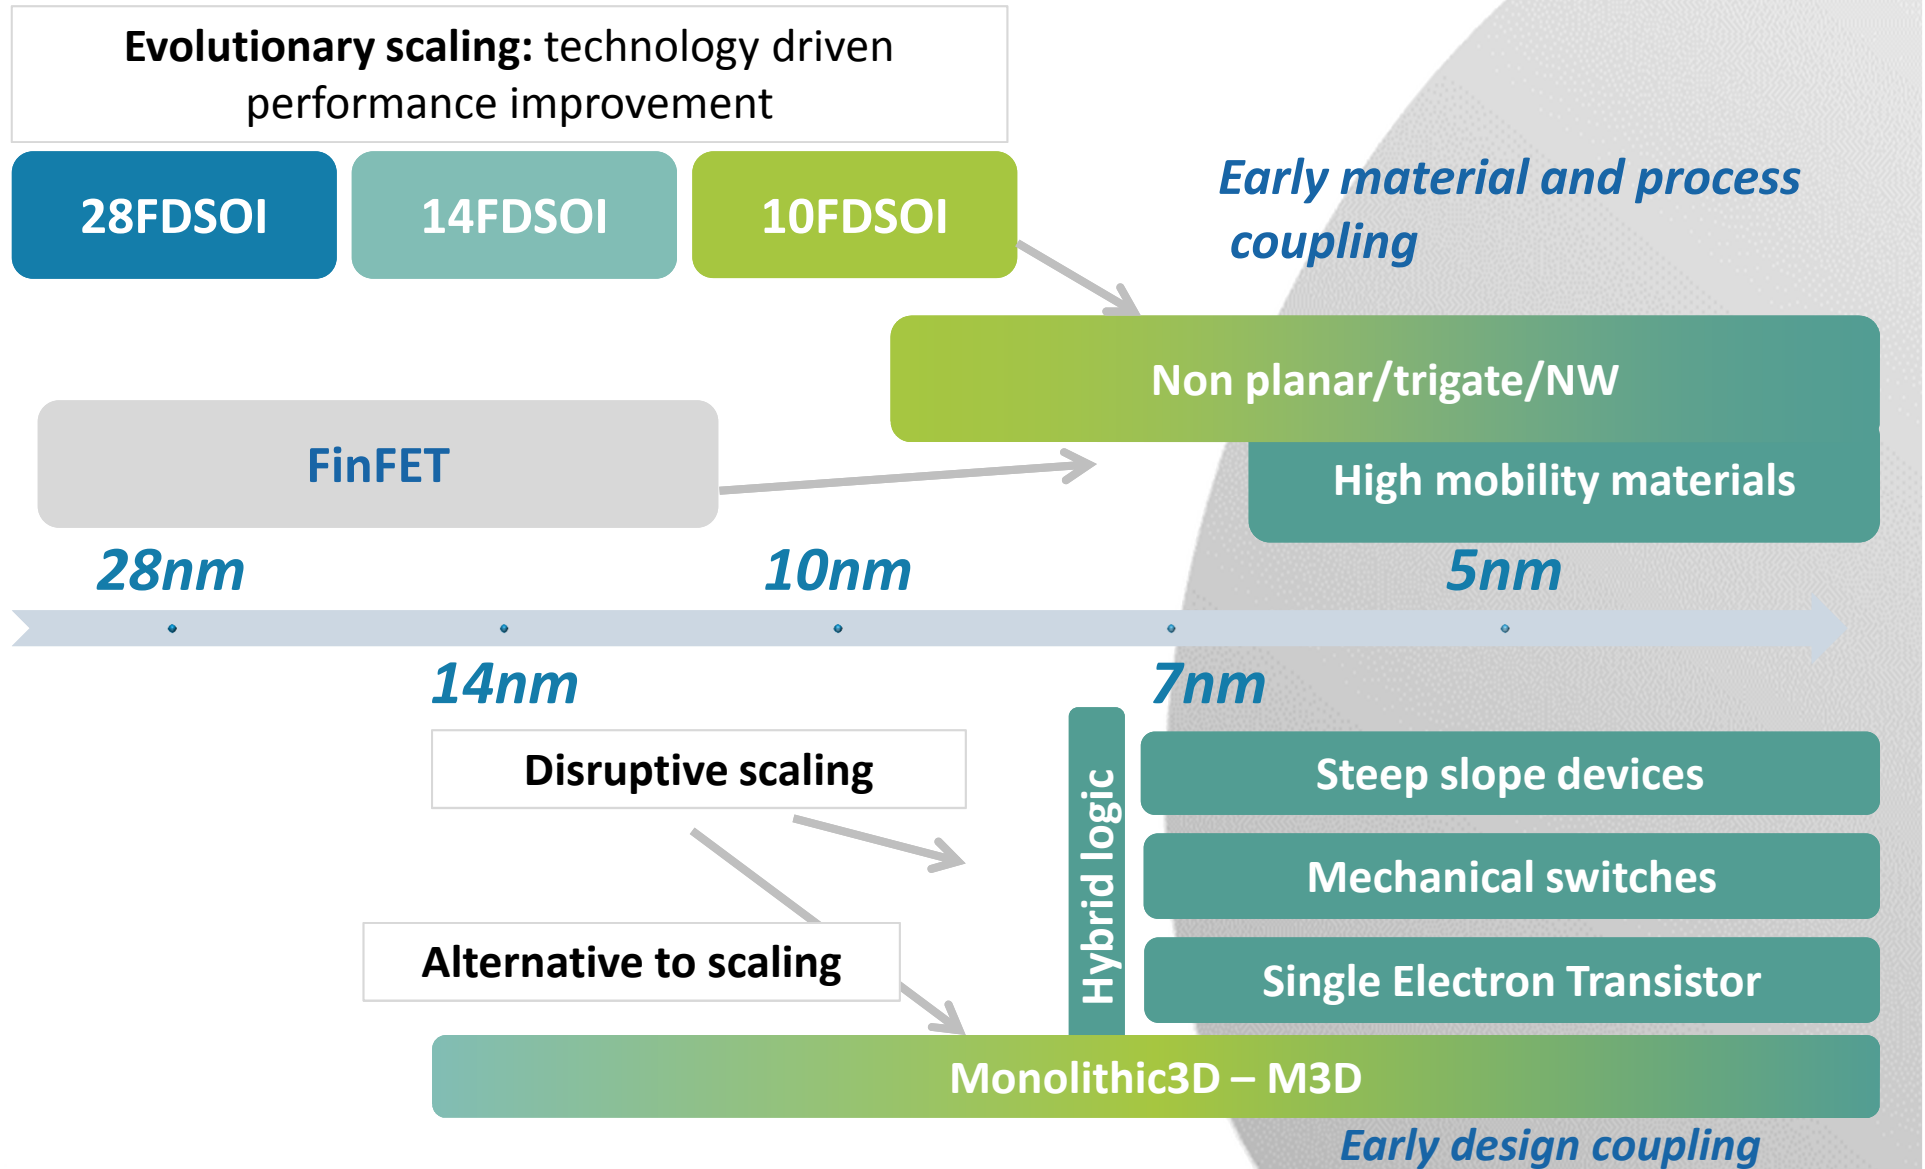 Evolutionary scaling: technology driven
performance improvement
28FDSOI
14FDSOI
10FDSOI
Early material and process
coupling
Non planar/trigate/NW
FinFET
High mobility materials
28nm
10nm
5nm
14nm
7nm
Disruptive scaling
Hybrid logic
Steep slope devices
Mechanical switches
Alternative to scaling
Single Electron Transistor
Monolithic3D – M3D
Early design coupling